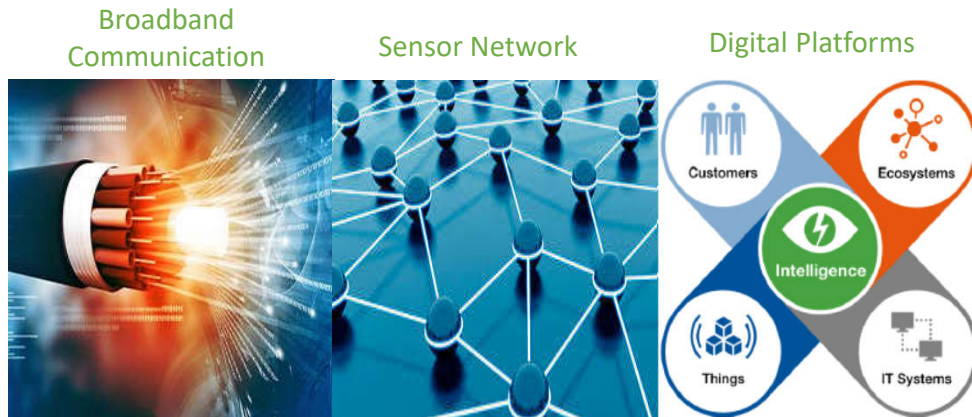 Broadband
Communication
Sensor Network
Digital Platforms
Customers
Ecosystems
Intelligence
Things
IT Systems